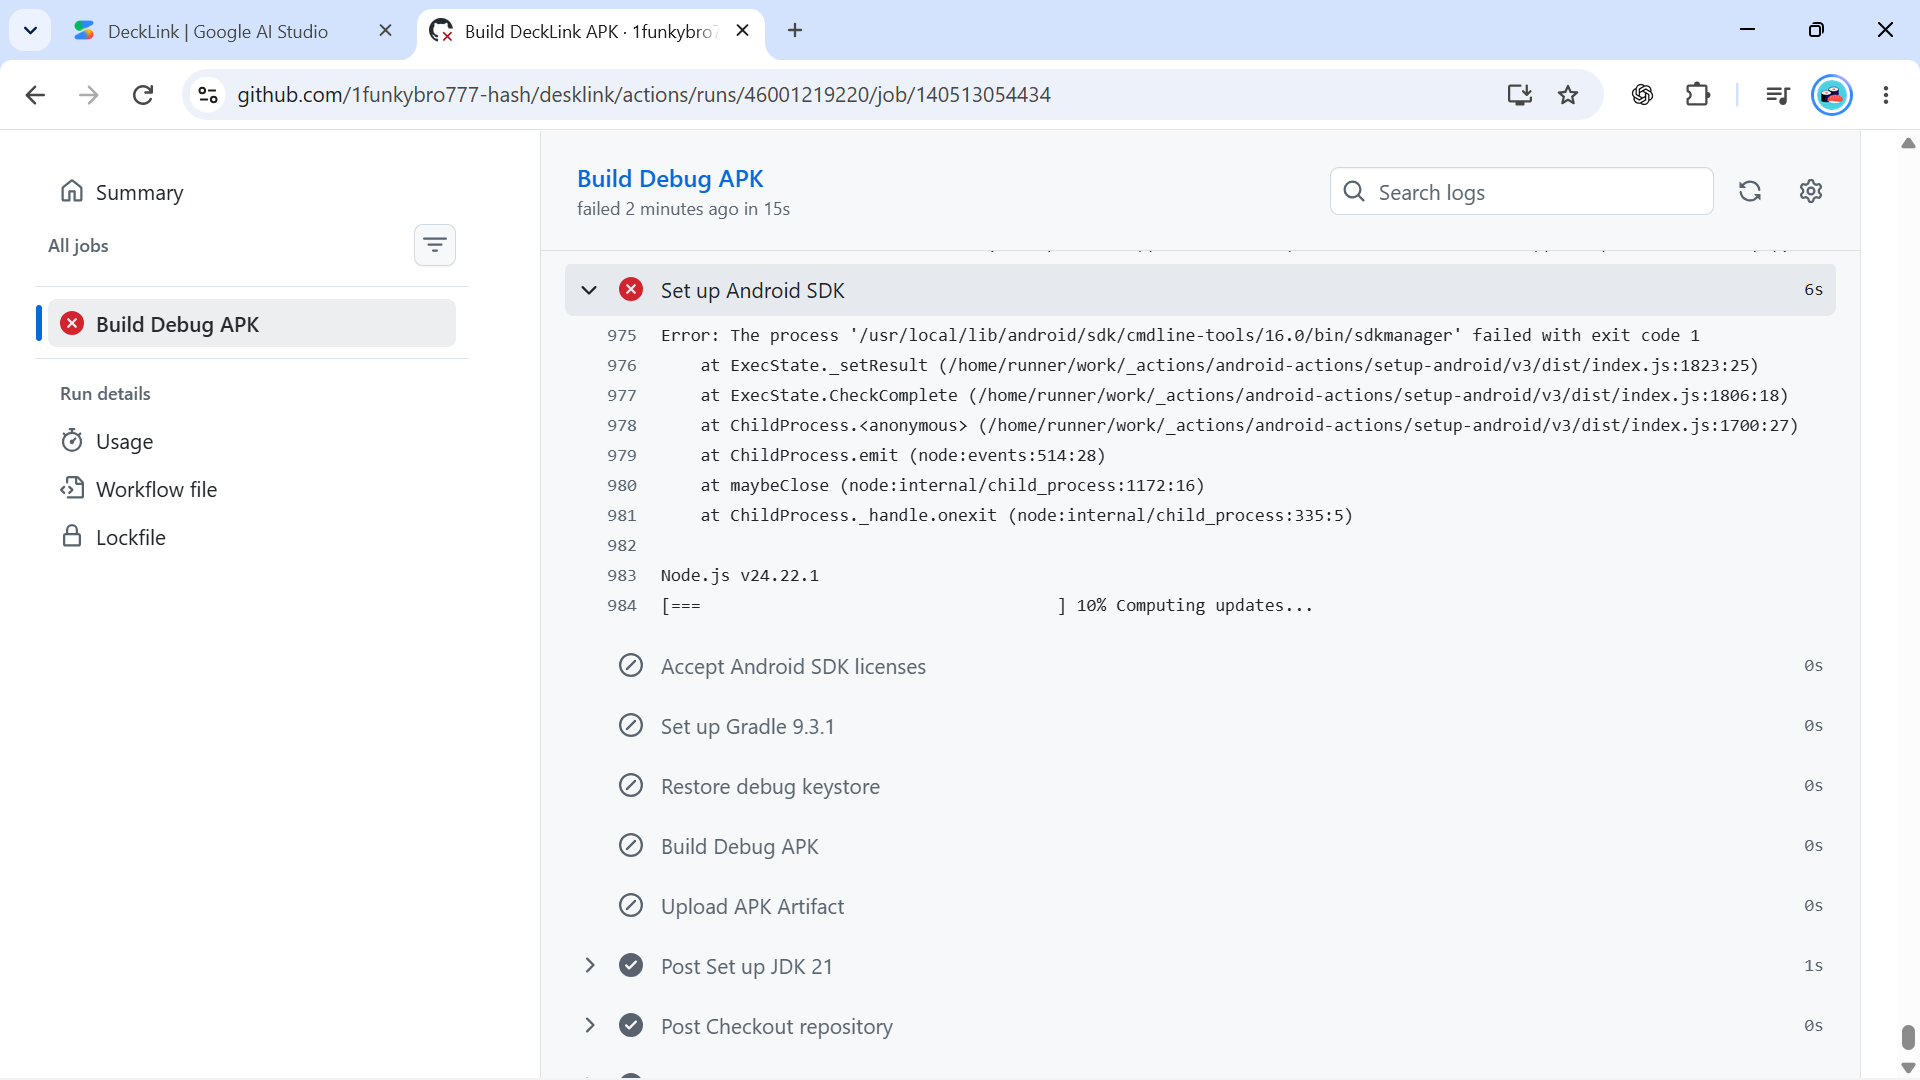 DeckLink | Google AI Studio
Build DeckLink APK · 1funkybro7
github.com/1funkybro777-hash/desklink/actions/runs/46001219220/job/140513054434
Summary
All jobs
Build Debug APK
Run details
Usage
Workflow file
Lockfile
Build Debug APK
failed 2 minutes ago in 15s
Search logs
Set up Android SDK 6s
975 Error: The process '/usr/local/lib/android/sdk/cmdline-tools/16.0/bin/sdkmanager' failed with exit code 1
976 at ExecState._setResult (/home/runner/work/_actions/android-actions/setup-android/v3/dist/index.js:1823:25)
977 at ExecState.CheckComplete (/home/runner/work/_actions/android-actions/setup-android/v3/dist/index.js:1806:18)
978 at ChildProcess.<anonymous> (/home/runner/work/_actions/android-actions/setup-android/v3/dist/index.js:1700:27)
979 at ChildProcess.emit (node:events:514:28)
980 at maybeClose (node:internal/child_process:1172:16)
981 at ChildProcess._handle.onexit (node:internal/child_process:335:5)
982
983 Node.js v24.22.1
984 [=== ] 10% Computing updates...
Accept Android SDK licenses 0s
Set up Gradle 9.3.1 0s
Restore debug keystore 0s
Build Debug APK 0s
Upload APK Artifact 0s
Post Set up JDK 21 1s
Post Checkout repository 0s